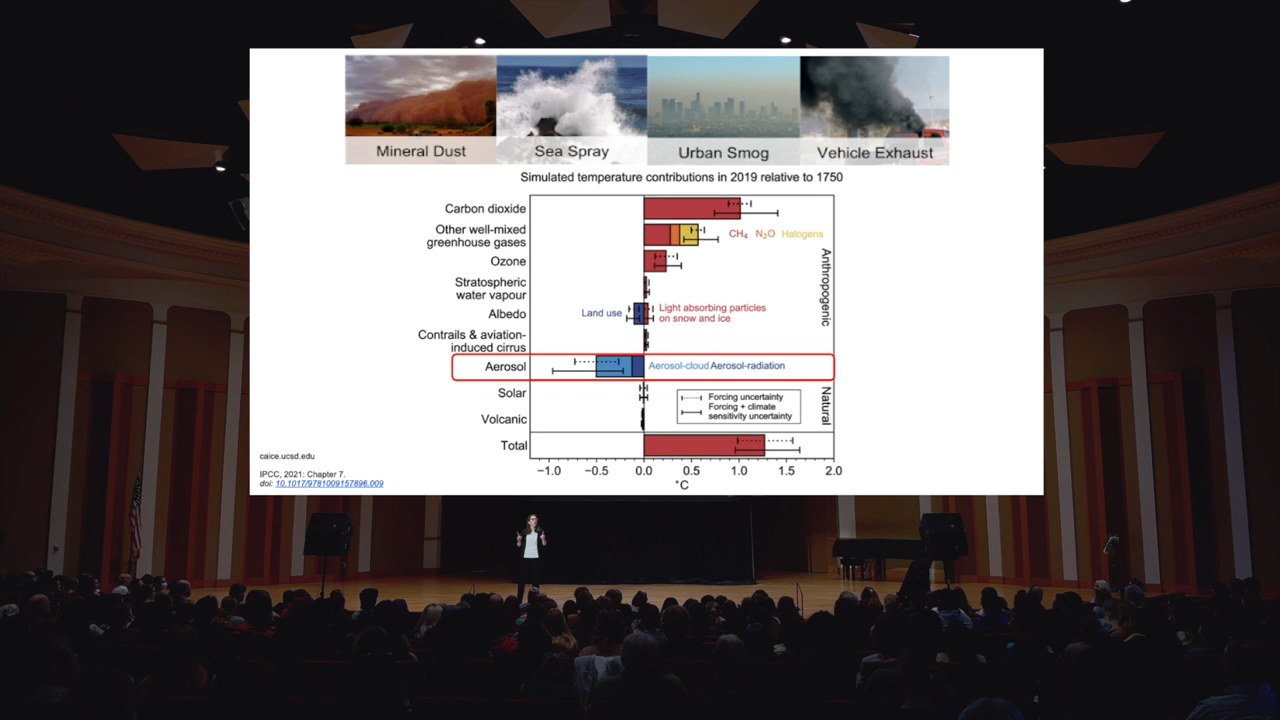 Mineral Dust
Sea Spray
Urban Smog
Vehicle Exhaust
Simulated temperature contributions in 2019 relative to 1750
Carbon dioxide
Other well-mixed
greenhouse gases
CH₄ N₂O Halogens
Ozone
Stratospheric
water vapour
Albedo
Land use
Light absorbing particles
on snow and ice
Contrails & aviation-
induced cirrus
Aerosol
Aerosol-cloud Aerosol-radiation
Anthropogenic
Solar
Volcanic
Natural
Forcing uncertainty
Forcing + climate
sensitivity uncertainty
Total
−1.0 −0.5 0.0 0.5 1.0 1.5 2.0
°C
caice.ucsd.edu
IPCC, 2021: Chapter 7.
doi: 10.1017/9781009157896.009